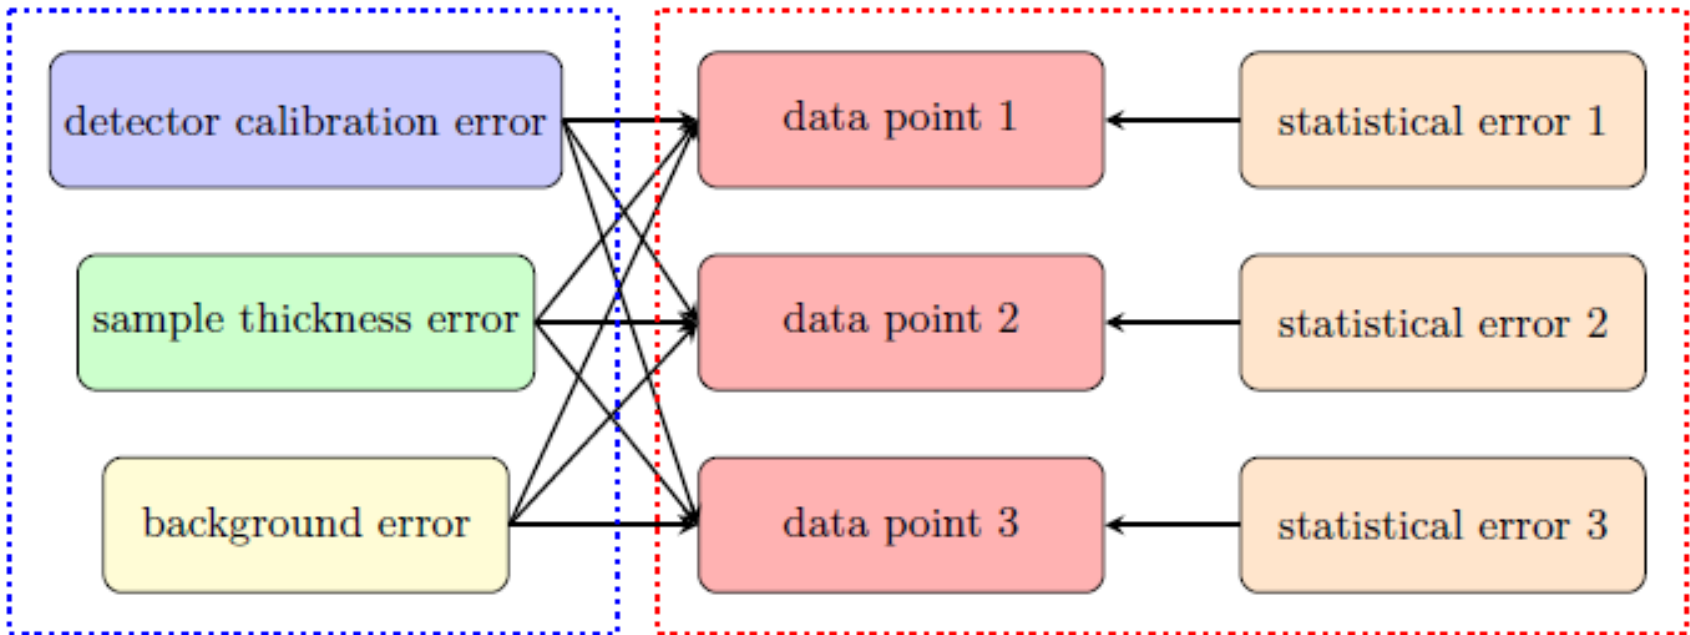 detector calibration error
data point 1
statistical error 1
sample thickness error
data point 2
statistical error 2
background error
data point 3
statistical error 3